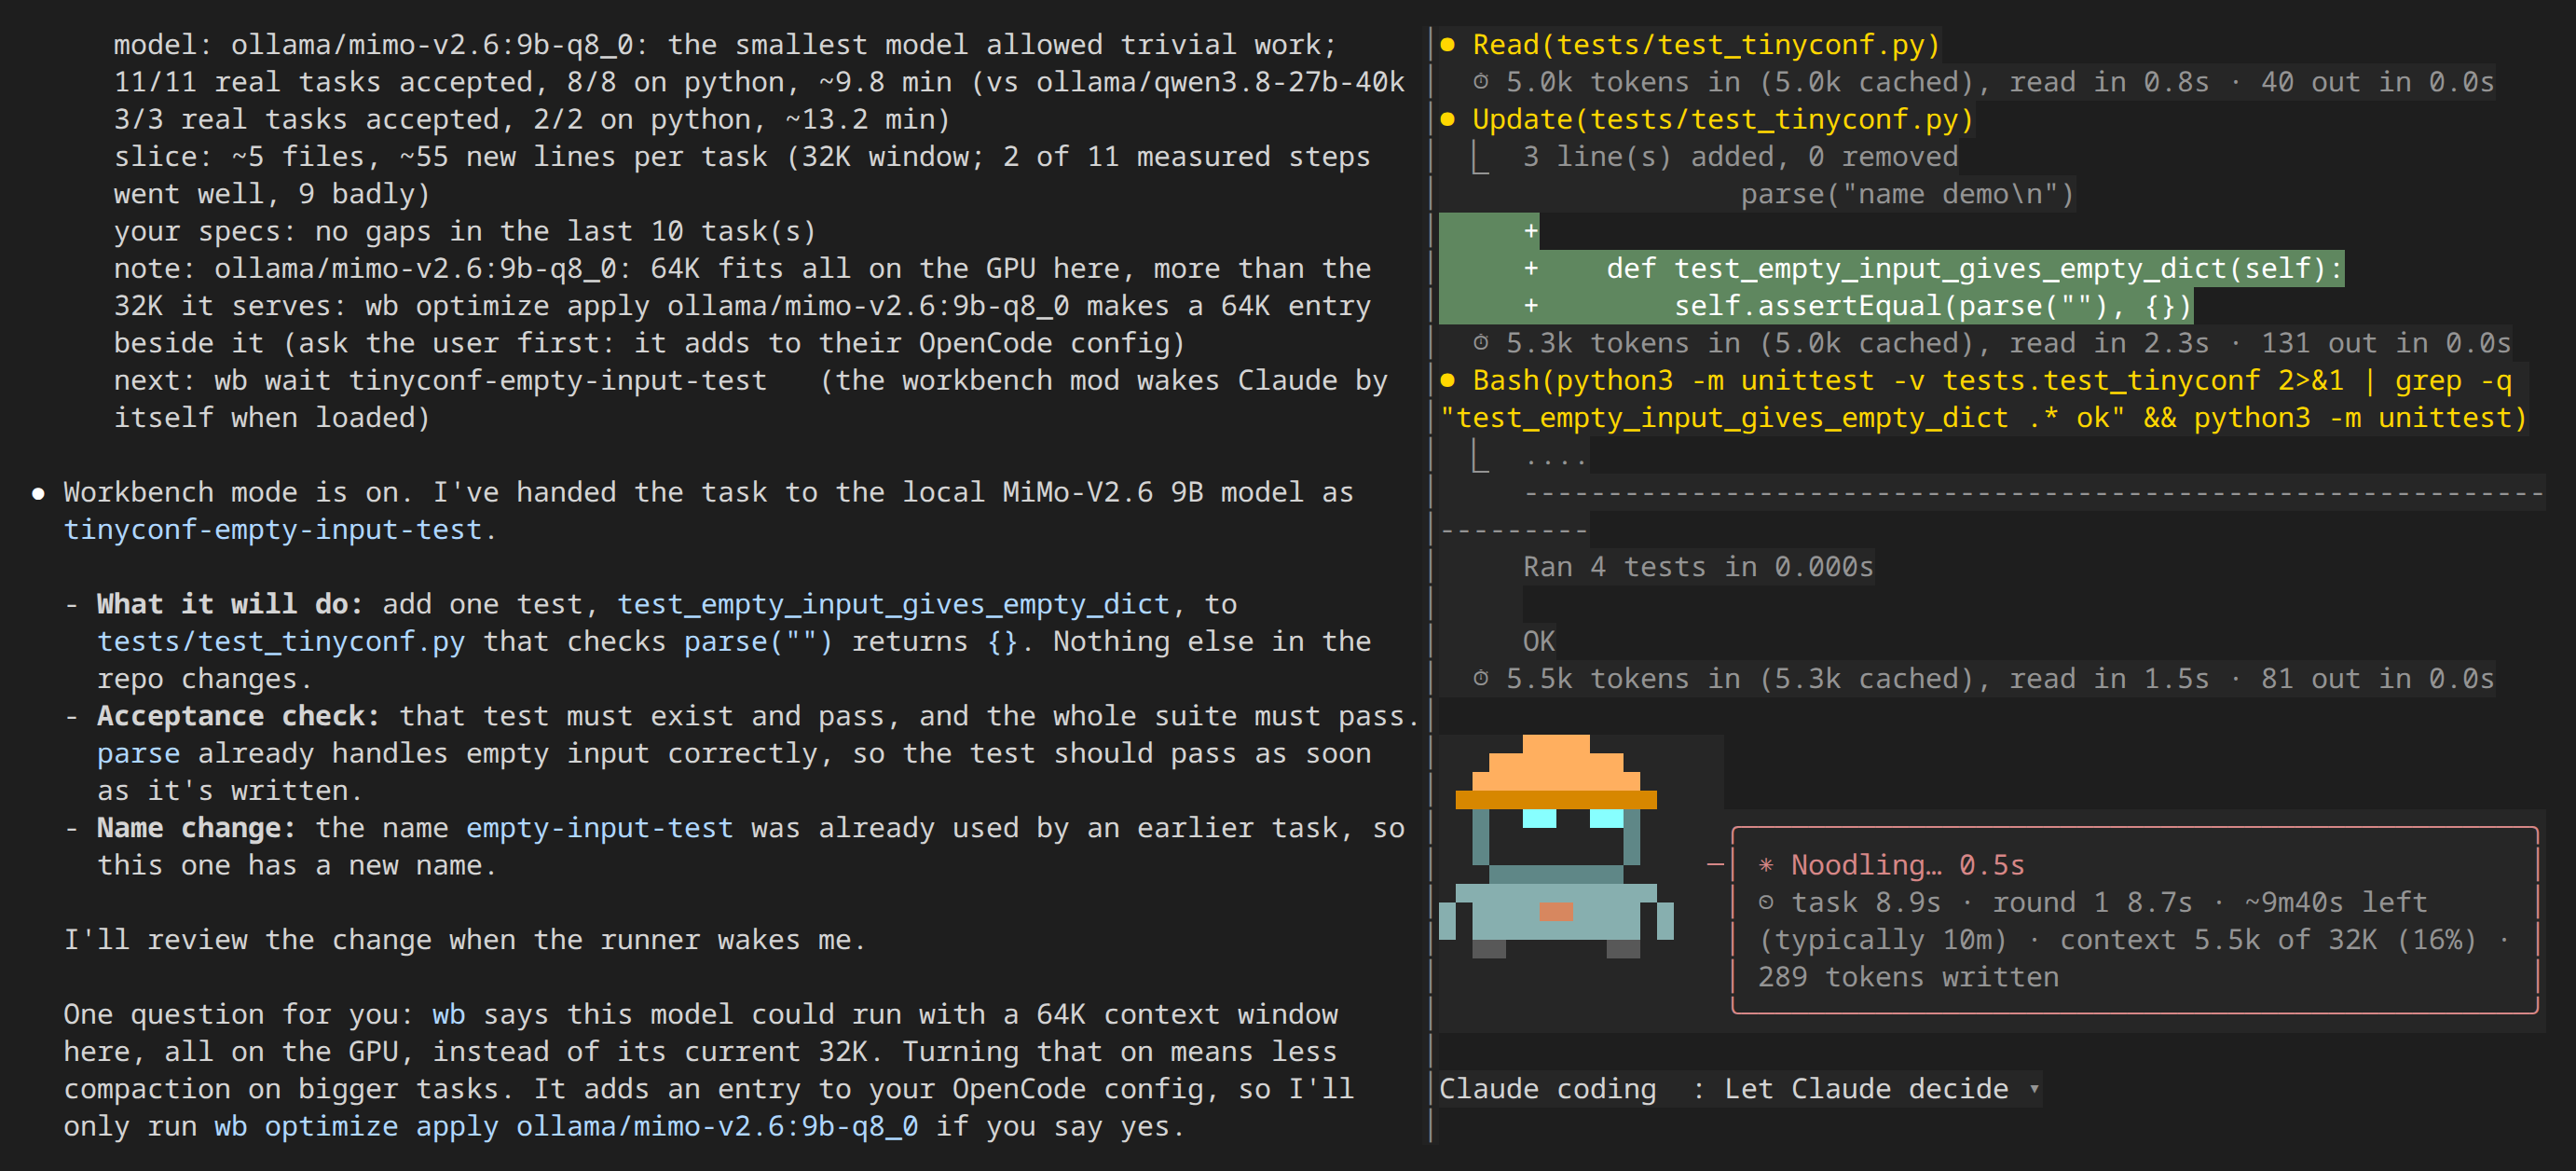 model: ollama/mimo-v2.6:9b-q8_0: the smallest model allowed trivial work;
11/11 real tasks accepted, 8/8 on python, ~9.8 min (vs ollama/qwen3.8-27b-40k
3/3 real tasks accepted, 2/2 on python, ~13.2 min)
slice: ~5 files, ~55 new lines per task (32K window; 2 of 11 measured steps
went well, 9 badly)
your specs: no gaps in the last 10 task(s)
note: ollama/mimo-v2.6:9b-q8_0: 64K fits all on the GPU here, more than the
32K it serves: wb optimize apply ollama/mimo-v2.6:9b-q8_0 makes a 64K entry
beside it (ask the user first: it adds to their OpenCode config)
next: wb wait tinyconf-empty-input-test   (the workbench mod wakes Claude by
itself when loaded)
● Workbench mode is on. I've handed the task to the local MiMo-V2.6 9B model as
tinyconf-empty-input-test.
- What it will do: add one test, test_empty_input_gives_empty_dict, to
tests/test_tinyconf.py that checks parse("") returns {}. Nothing else in the
repo changes.
- Acceptance check: that test must exist and pass, and the whole suite must pass.
parse already handles empty input correctly, so the test should pass as soon
as it's written.
- Name change: the name empty-input-test was already used by an earlier task, so
this one has a new name.
I'll review the change when the runner wakes me.
One question for you: wb says this model could run with a 64K context window
here, all on the GPU, instead of its current 32K. Turning that on means less
compaction on bigger tasks. It adds an entry to your OpenCode config, so I'll
only run wb optimize apply ollama/mimo-v2.6:9b-q8_0 if you say yes.
● Read(tests/test_tinyconf.py)
⏱ 5.0k tokens in (5.0k cached), read in 0.8s · 40 out in 0.0s
● Update(tests/test_tinyconf.py)
⎿  3 line(s) added, 0 removed
parse("name demo\n")
+
+    def test_empty_input_gives_empty_dict(self):
+        self.assertEqual(parse(""), {})
⏱ 5.3k tokens in (5.0k cached), read in 2.3s · 131 out in 0.0s
● Bash(python3 -m unittest -v tests.test_tinyconf 2>&1 | grep -q
"test_empty_input_gives_empty_dict .* ok" && python3 -m unittest)
⎿  ....
-------------------------------------------------------------
---------
Ran 4 tests in 0.000s
OK
⏱ 5.5k tokens in (5.3k cached), read in 1.5s · 81 out in 0.0s
✳ Noodling… 0.5s
⏲ task 8.9s · round 1 8.7s · ~9m40s left
(typically 10m) · context 5.5k of 32K (16%) ·
289 tokens written
Claude coding  : Let Claude decide ▾